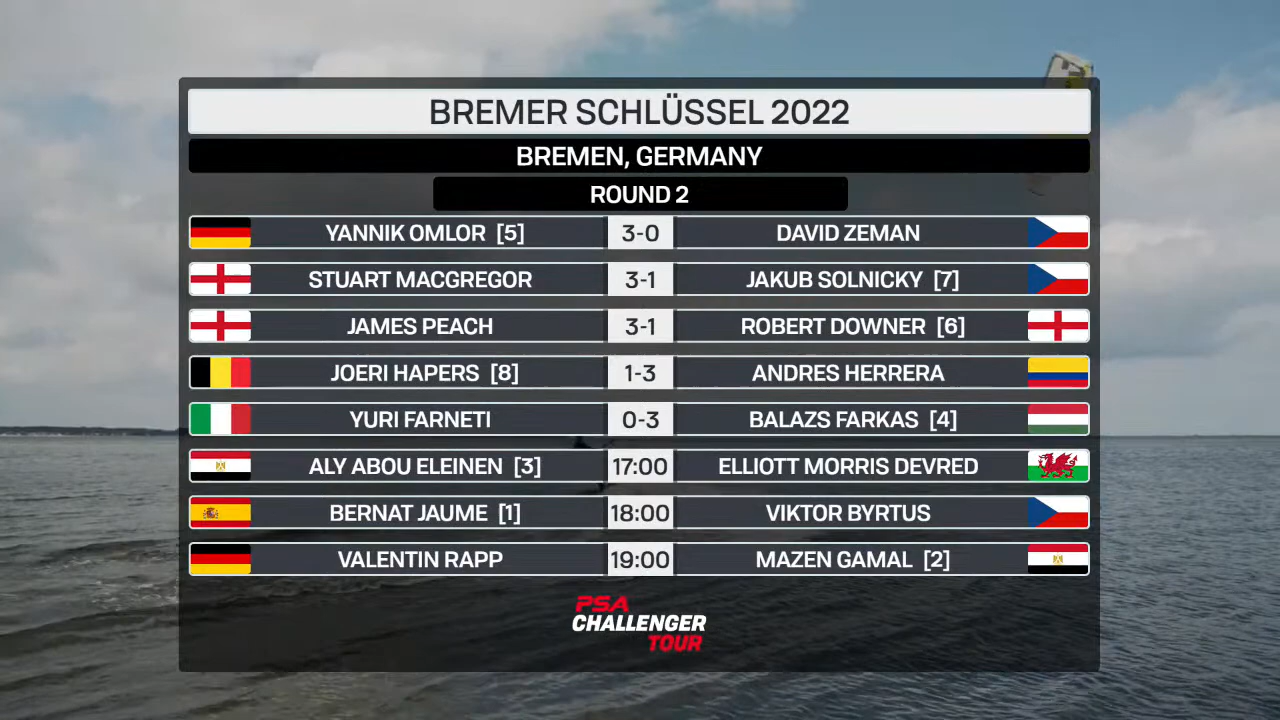 BREMER SCHLÜSSEL 2022
BREMEN, GERMANY
ROUND 2
YANNIK OMLOR [5] 3-0 DAVID ZEMAN
STUART MACGREGOR 3-1 JAKUB SOLNICKY [7]
JAMES PEACH 3-1 ROBERT DOWNER [6]
JOERI HAPERS [8] 1-3 ANDRES HERRERA
YURI FARNETI 0-3 BALAZS FARKAS [4]
ALY ABOU ELEINEN [3] 17:00 ELLIOTT MORRIS DEVRED
BERNAT JAUME [1] 18:00 VIKTOR BYRTUS
VALENTIN RAPP 19:00 MAZEN GAMAL [2]
PSA
CHALLENGER
TOUR